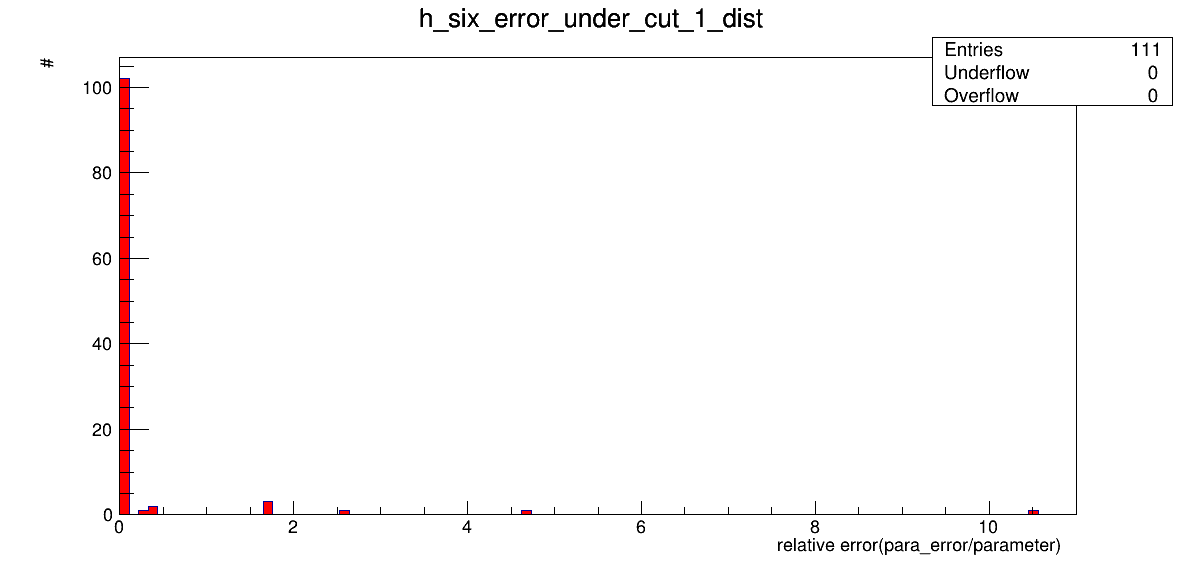 h_six_error_under_cut_1_dist
#
Entries 111
Underflow 0
Overflow 0
100
80
60
40
20
0
0 2 4 6 8 10
relative error(para_error/parameter)